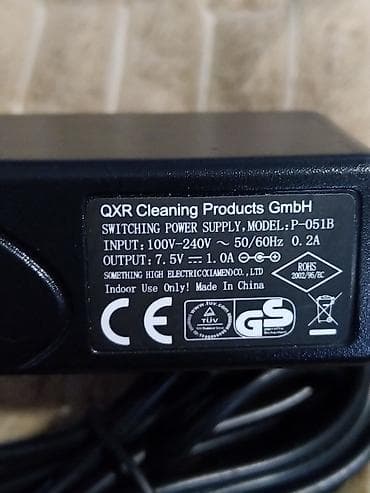 QXR Cleaning Products GmbH
SWITCHING POWER SUPPLY, MODEL: P-051B
INPUT: 100V-240V ~ 50/60Hz 0.2A
OUTPUT: 7.5V ⎓ 1.0A
SOMETHING HIGH ELECTRIC(XIAMEN)CO., LTD
Indoor Use Only! Made In China
ROHS
2002/95/EC
CE
TÜV
GS